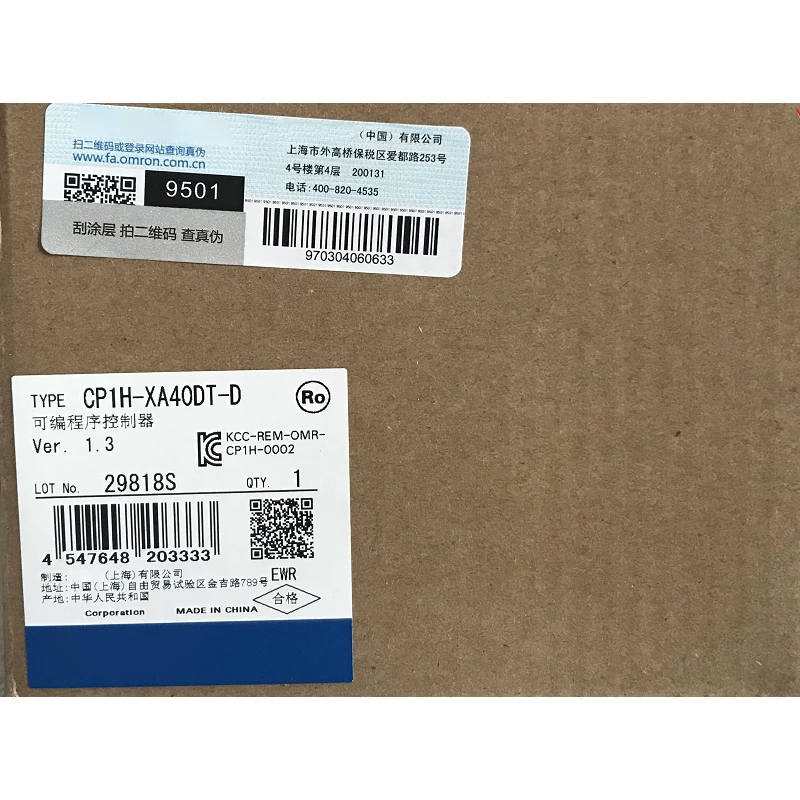 扫二维码或登录网站查询真伪
www.fa.omron.com.cn
9501
刮涂层 拍二维码 查真伪
（中国）有限公司
上海市外高桥保税区爱都路253号
4号楼第4层 200131
电话:400-820-4535
970304060633
TYPE CP1H-XA40DT-D
Ro
可编程序控制器
Ver. 1.3
KCC-REM-OMR-
CP1H-0002
LOT No. 29818S QTY. 1
4 547648 203333
EWR
制造: （上海)有限公司
地址:中国(上海)自由贸易试验区金吉路789号
产地:中华人民共和国
合格
Corporation MADE IN CHINA